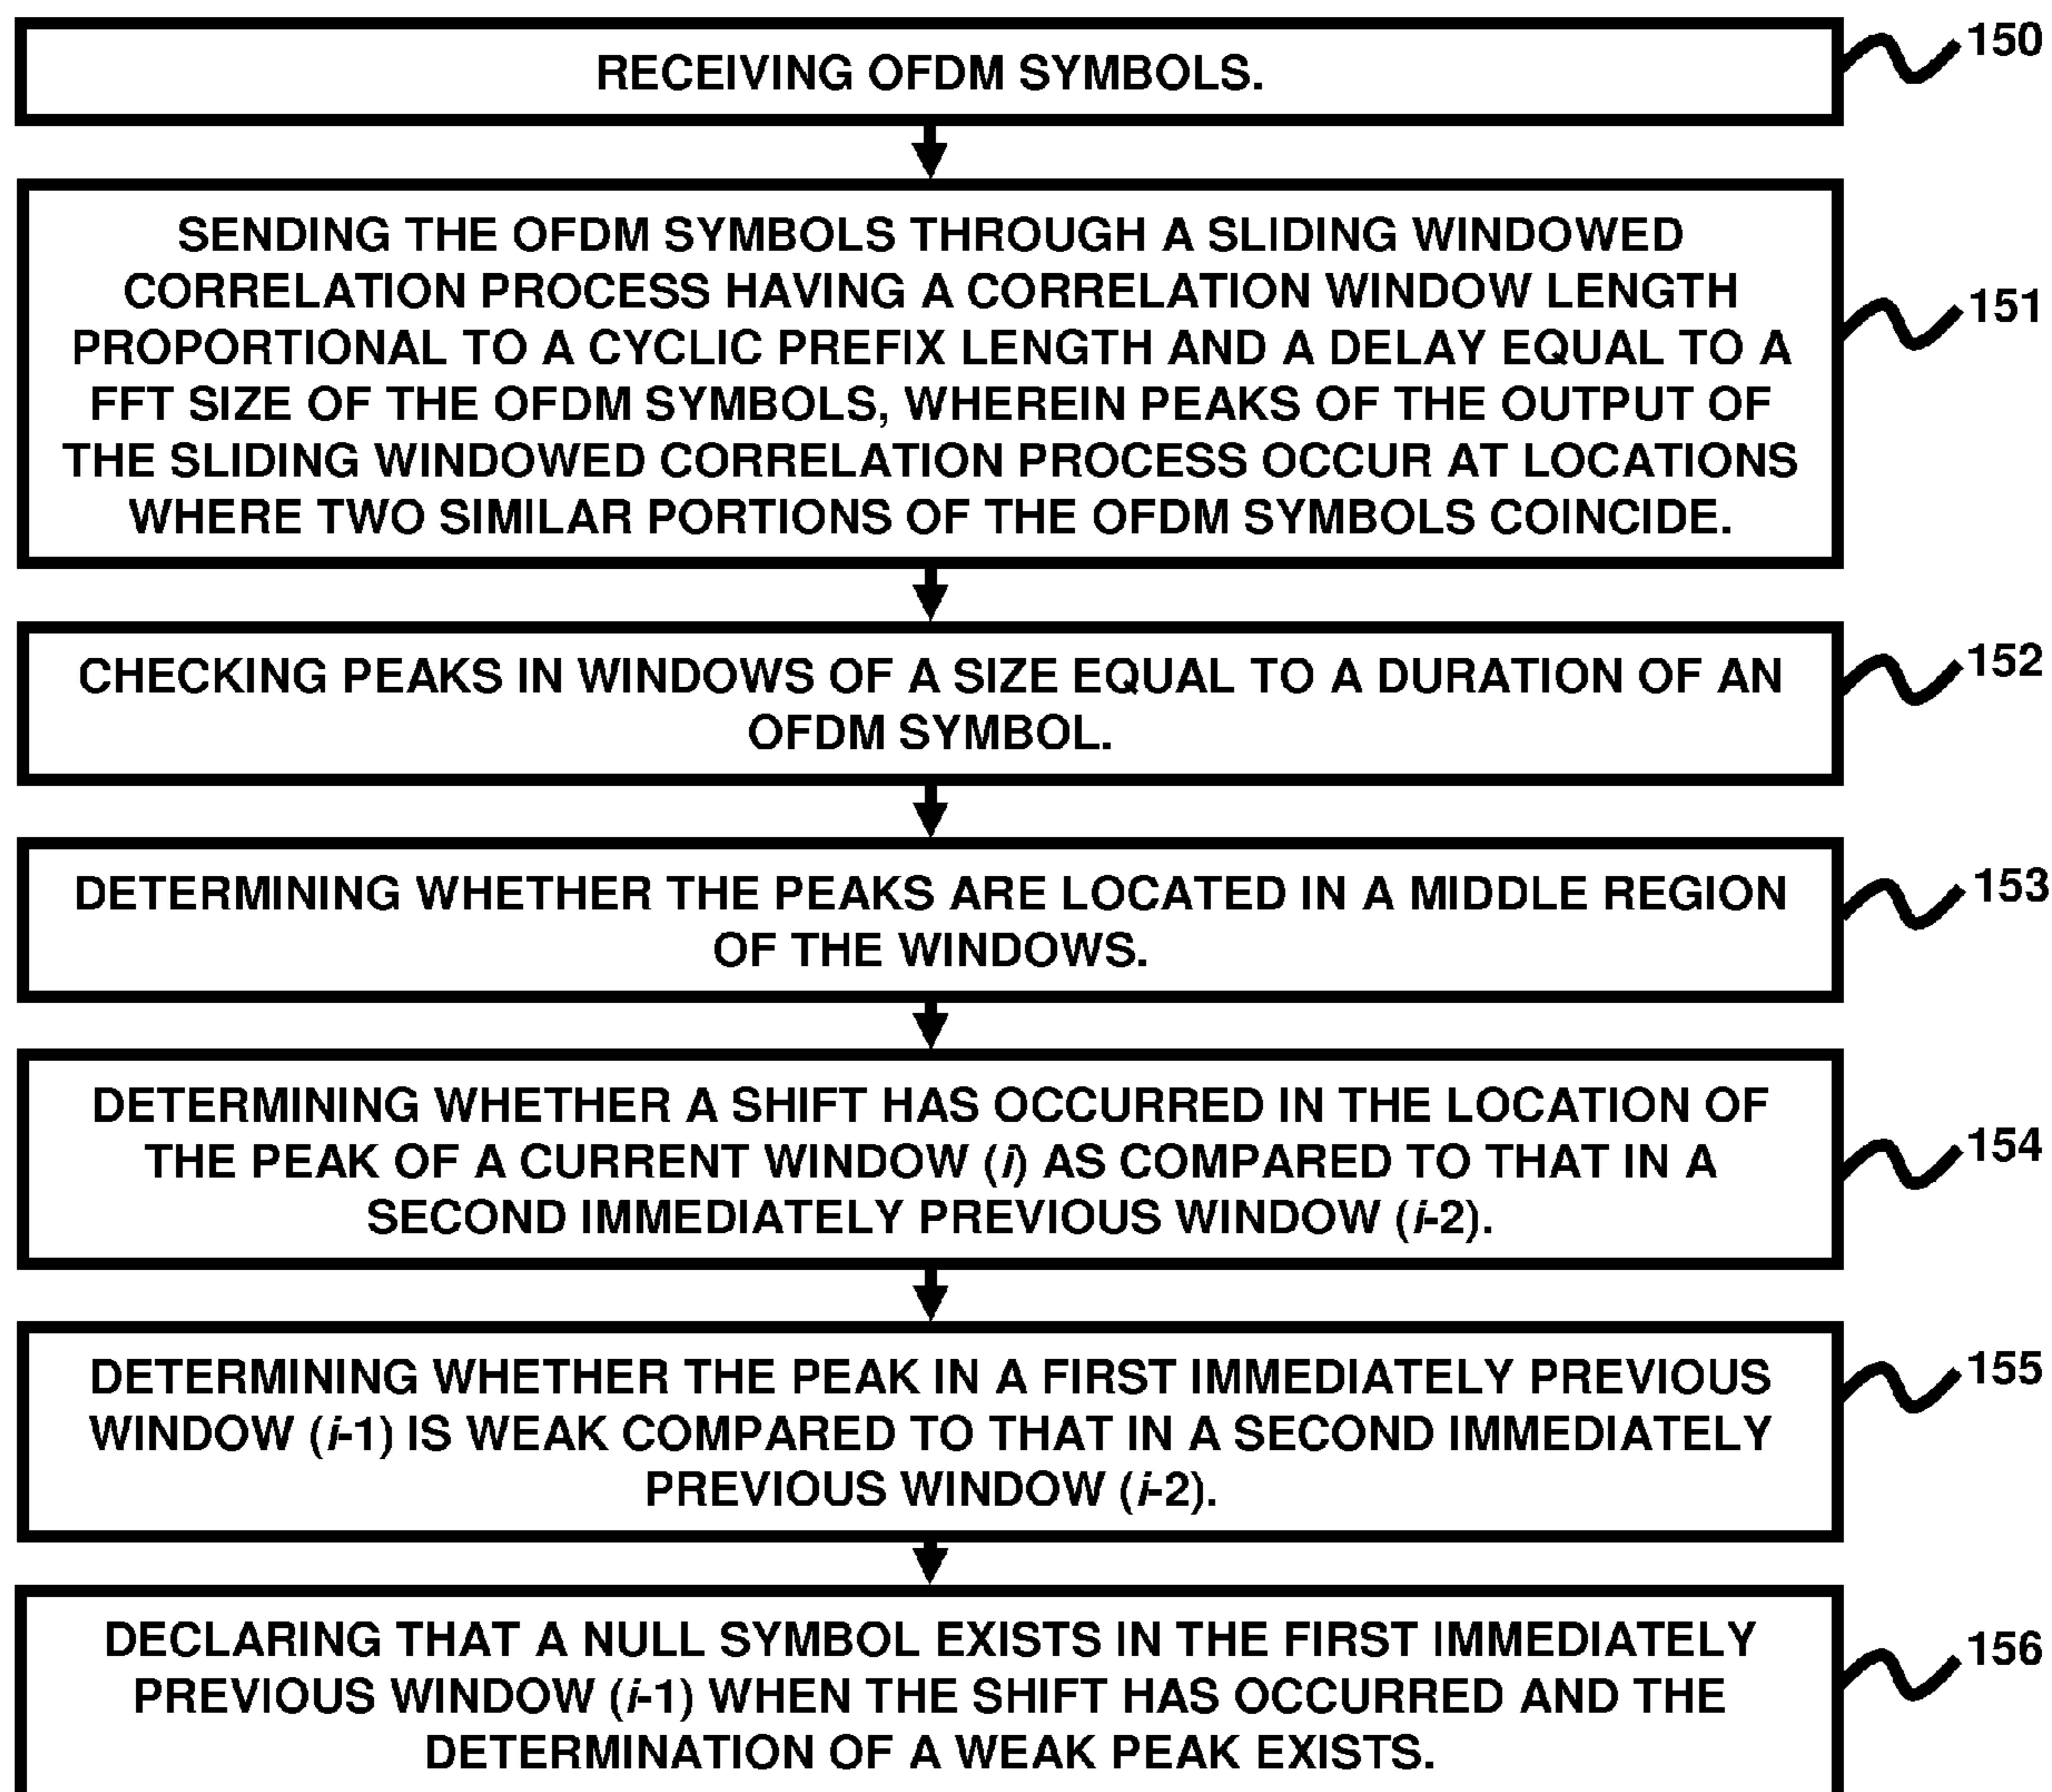 RECEIVING OFDM SYMBOLS.
150
SENDING THE OFDM SYMBOLS THROUGH A SLIDING WINDOWED
CORRELATION PROCESS HAVING A CORRELATION WINDOW LENGTH
PROPORTIONAL TO A CYCLIC PREFIX LENGTH AND A DELAY EQUAL TO A
FFT SIZE OF THE OFDM SYMBOLS, WHEREIN PEAKS OF THE OUTPUT OF
THE SLIDING WINDOWED CORRELATION PROCESS OCCUR AT LOCATIONS
WHERE TWO SIMILAR PORTIONS OF THE OFDM SYMBOLS COINCIDE.
151
CHECKING PEAKS IN WINDOWS OF A SIZE EQUAL TO A DURATION OF AN
OFDM SYMBOL.
152
DETERMINING WHETHER THE PEAKS ARE LOCATED IN A MIDDLE REGION
OF THE WINDOWS.
153
DETERMINING WHETHER A SHIFT HAS OCCURRED IN THE LOCATION OF
THE PEAK OF A CURRENT WINDOW (i) AS COMPARED TO THAT IN A
SECOND IMMEDIATELY PREVIOUS WINDOW (i-2).
154
DETERMINING WHETHER THE PEAK IN A FIRST IMMEDIATELY PREVIOUS
WINDOW (i-1) IS WEAK COMPARED TO THAT IN A SECOND IMMEDIATELY
PREVIOUS WINDOW (i-2).
155
DECLARING THAT A NULL SYMBOL EXISTS IN THE FIRST IMMEDIATELY
PREVIOUS WINDOW (i-1) WHEN THE SHIFT HAS OCCURRED AND THE
DETERMINATION OF A WEAK PEAK EXISTS.
156